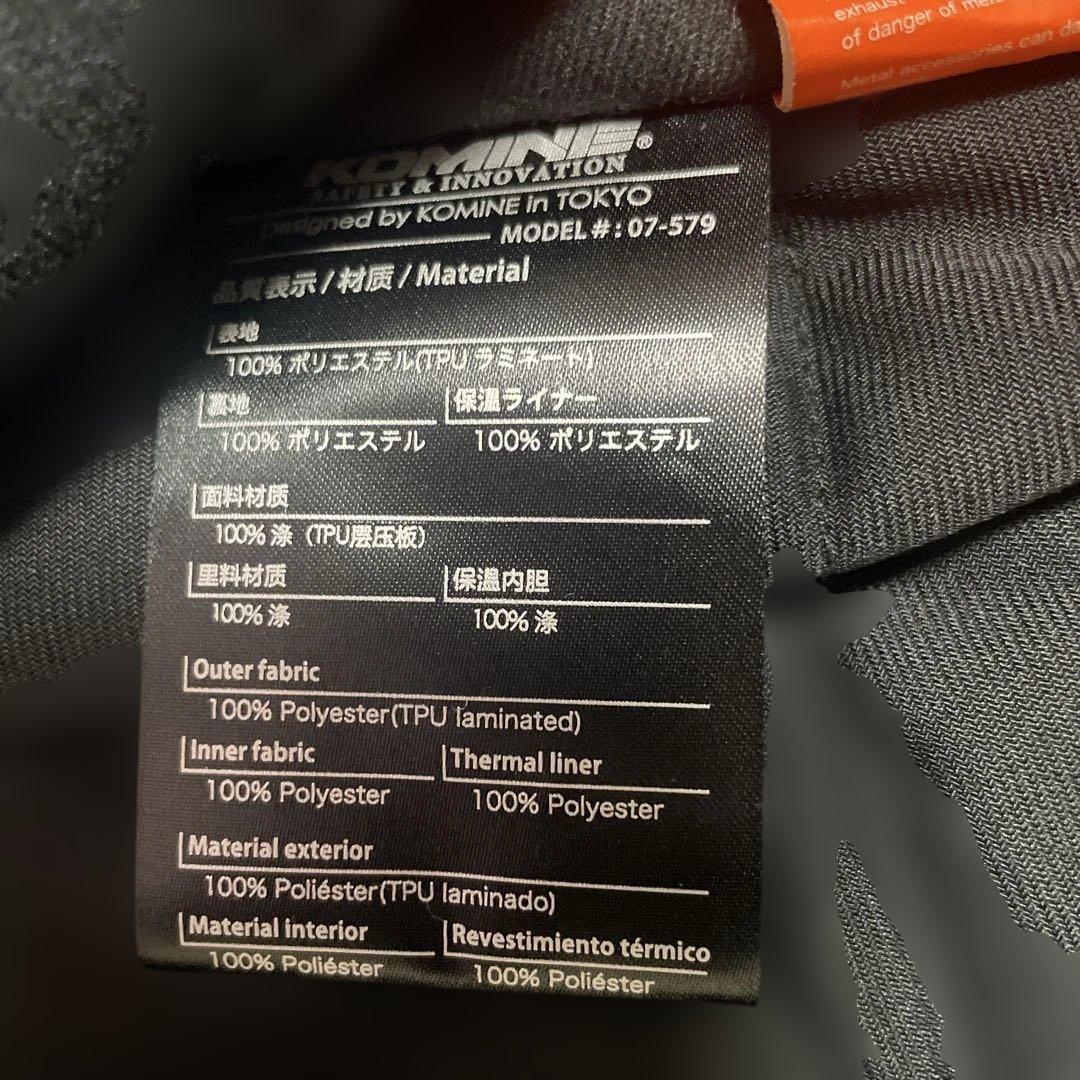 exhaust
of danger of
Metal accessories can
KOMINE®
SAFETY & INNOVATION
Designed by KOMINE in TOKYO
MODEL#: 07-579
品質表示/材质/Material
表地
100% ポリエステル(TPU ラミネート)
裏地 保温ライナー
100% ポリエステル 100% ポリエステル
面料材质
100% 涤（TPU层压板）
里料材质 保温内胆
100% 涤 100% 涤
Outer fabric
100% Polyester(TPU laminated)
Inner fabric Thermal liner
100% Polyester 100% Polyester
Material exterior
100% Poliéster(TPU laminado)
Material interior Revestimiento térmico
100% Poliéster 100% Poliéster